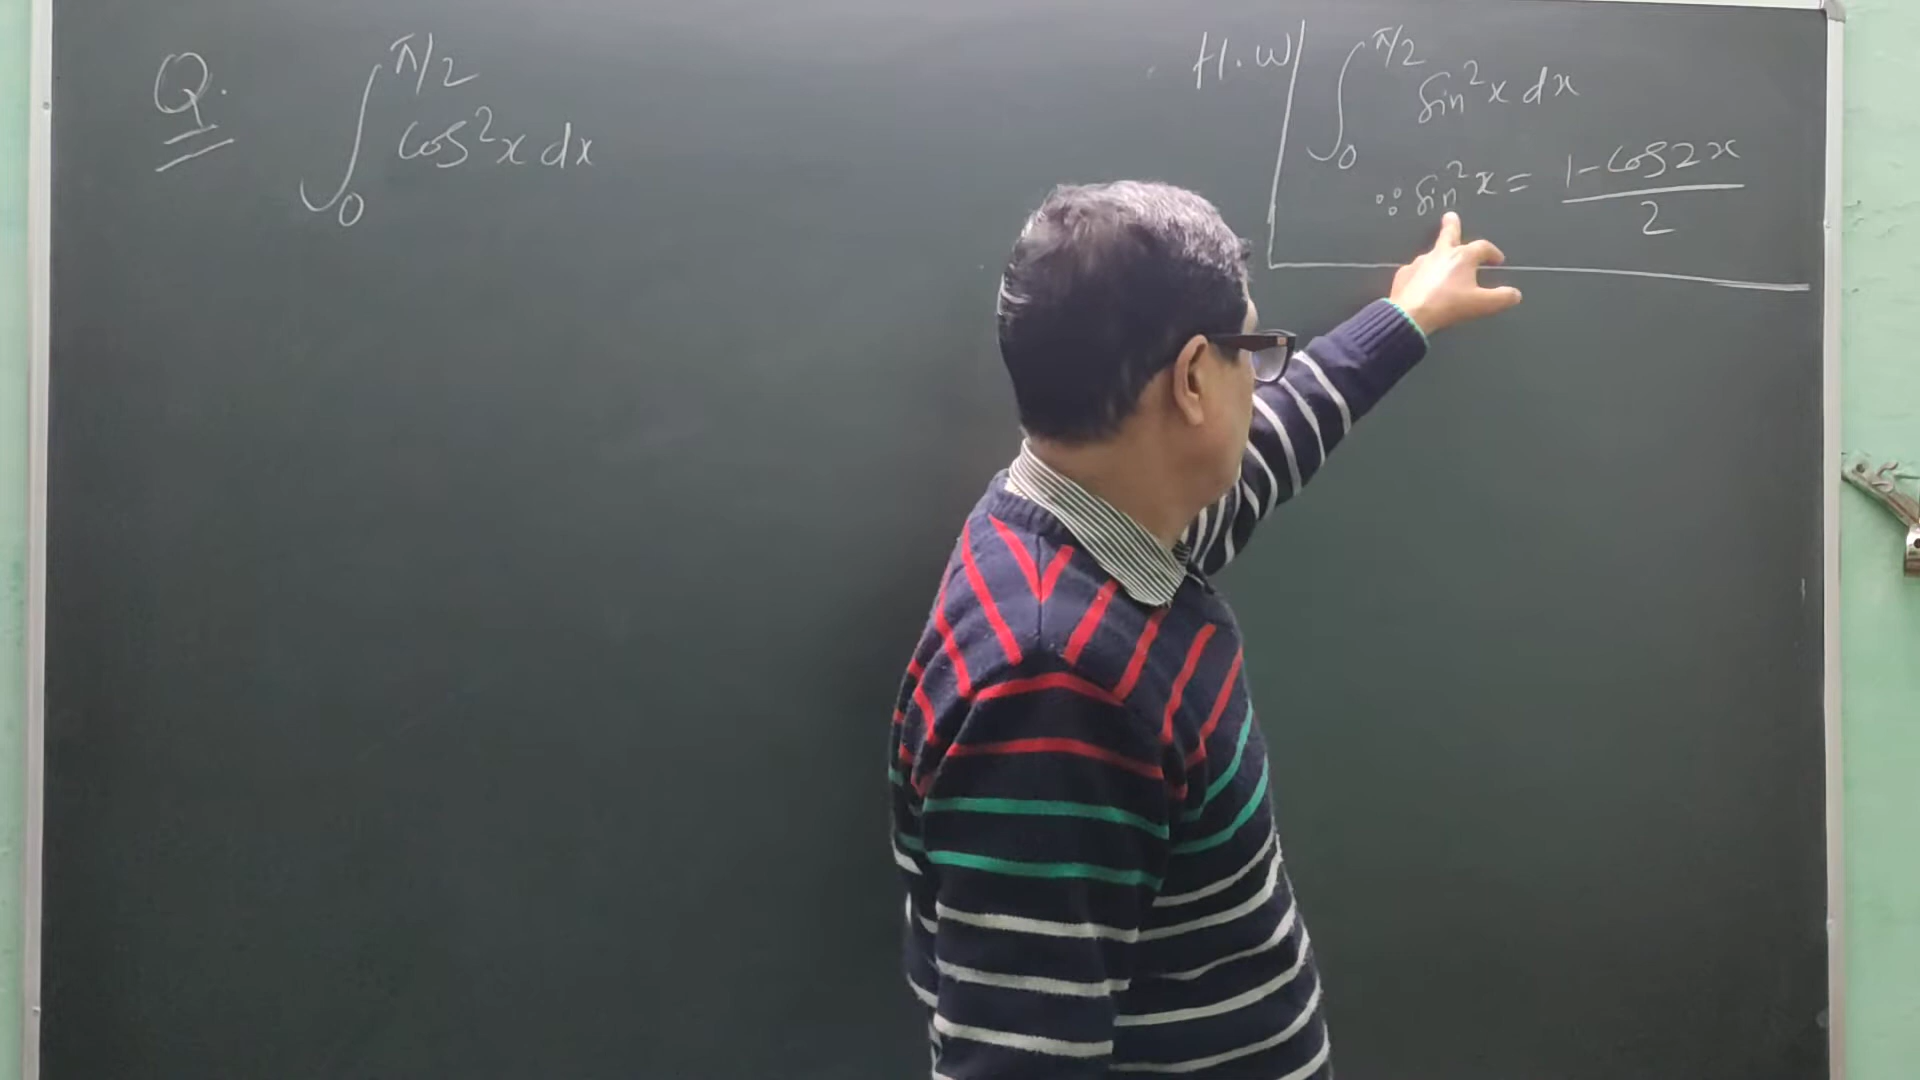 Q. ∫₀^π/2 cos²x dx
H.W ∫₀^π/2 sin²x dx
∵ sin²x = (1-cos2x)/2